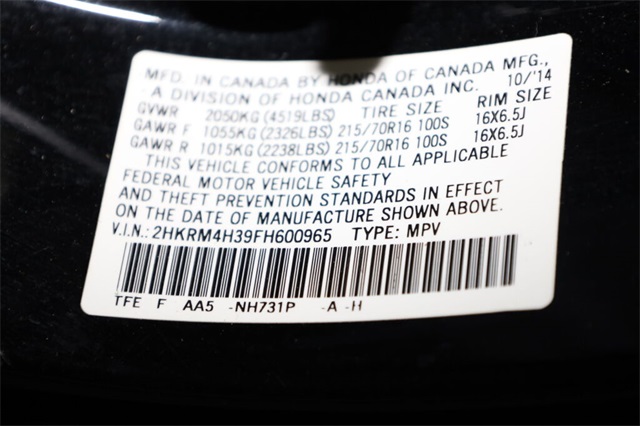 MFD. IN CANADA BY HONDA OF CANADA MFG.,
A DIVISION OF HONDA CANADA INC. 10/'14
GVWR 2050KG (4519LBS) TIRE SIZE RIM SIZE
GAWR F 1055KG (2326LBS) 215/70R16 100S 16X6.5J
GAWR R 1015KG (2238LBS) 215/70R16 100S 16X6.5J
THIS VEHICLE CONFORMS TO ALL APPLICABLE
FEDERAL MOTOR VEHICLE SAFETY
AND THEFT PREVENTION STANDARDS IN EFFECT
ON THE DATE OF MANUFACTURE SHOWN ABOVE.
V.I.N.: 2HKRM4H39FH600965 TYPE: MPV
TFE F AA5 -NH731P -A -H